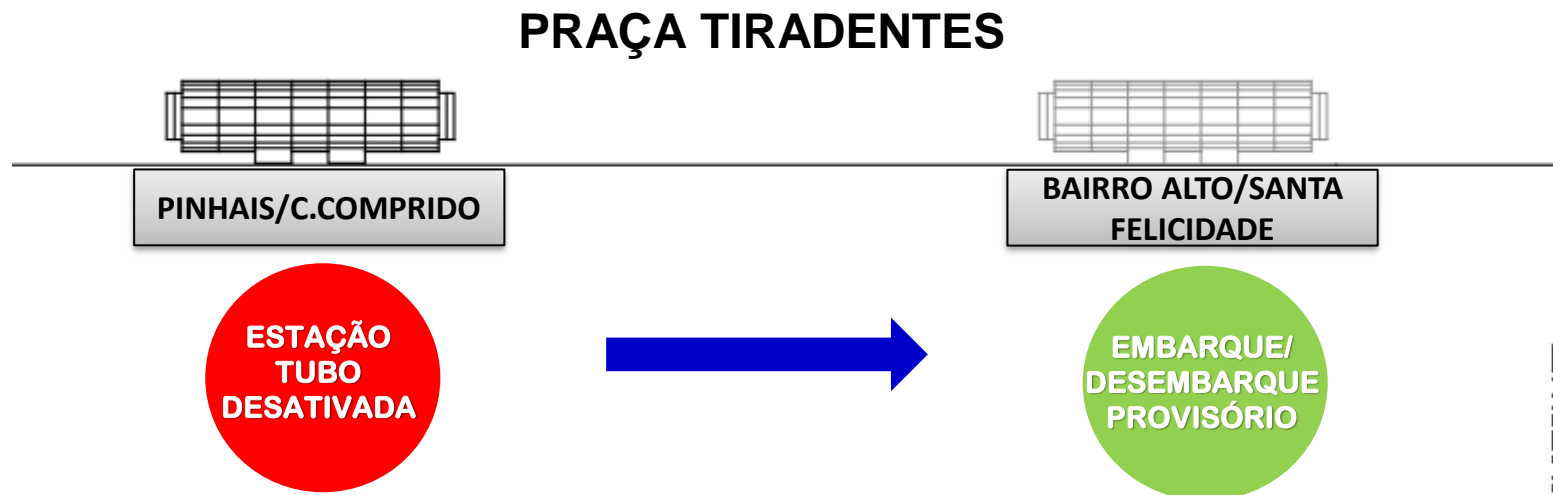 PRAÇA TIRADENTES
PINHAIS/C.COMPRIDO
BAIRRO ALTO/SANTA
FELICIDADE
ESTAÇÃO
TUBO
DESATIVADA
EMBARQUE/
DESEMBARQUE
PROVISÓRIO